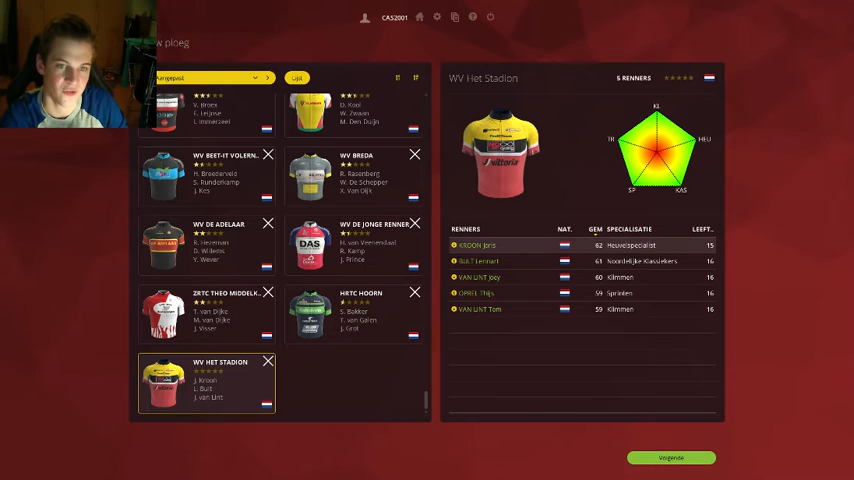 CAS2001
w ploeg
Aangepast
Lijst
V. Broex
E. Leijnse
I. Immerzeel
D. Kool
W. Zwaan
M. Den Duijn
WV BEET-IT VOLERN..
H. Breedervled
S. Runderkamp
J. Kes
WV BREDA
R. Rasenberg
W. De Schepper
X. Van Dijk
WV DE ADELAAR
R. Hereman
D. Willems
Y. Wever
WV DE JONGE RENNER
H. van Veenendaal
R. Kamp
J. Prince
ZRTC THEO MIDDELK..
T. van Dijke
M. van Dijke
J. Visser
HRTC HOORN
S. Bakker
T. van Galen
J. Grot
WV HET STADION
J. Kroon
L. Buit
J. van Lint
WV Het Stadion
5 RENNERS
KL
HEU
KAS
SP
TR
Vittoria
DAS
RENNERS NAT. GEM SPECIALISATIE LEEFT..
KROON Joris 62 Heuvelspecialist 15
BUIT Lennart 61 Noordelijke Klassiekers 16
VAN LINT Joey 60 Klimmen 16
OPREL Thijs 59 Sprinten 16
VAN LINT Tom 59 Klimmen 16
Volgende